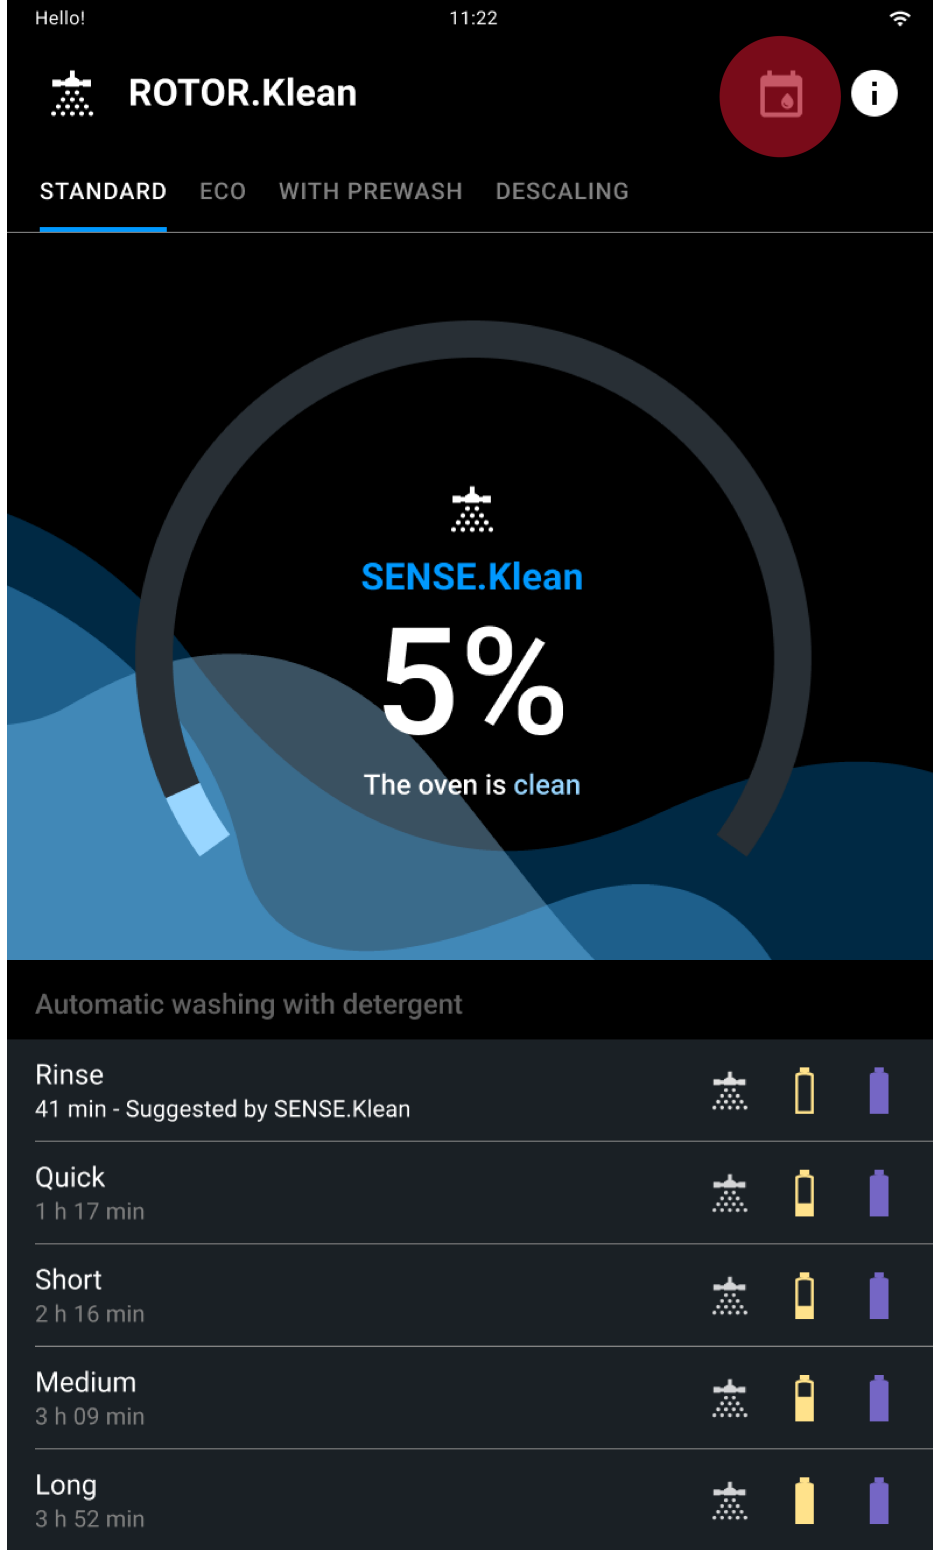 Hello!
11:22
ROTOR.Klean
STANDARD ECO WITH PREWASH DESCALING
SENSE.Klean
5%
The oven is clean
Automatic washing with detergent
Rinse
41 min - Suggested by SENSE.Klean
Quick
1 h 17 min
Short
2 h 16 min
Medium
3 h 09 min
Long
3 h 52 min